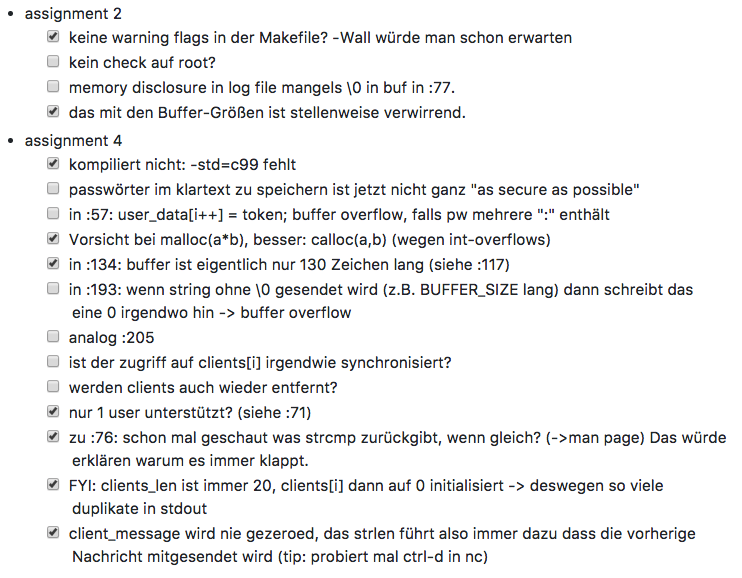 assignment 2
keine warning flags in der Makefile? -Wall würde man schon erwarten
kein check auf root?
memory disclosure in log file mangels \0 in buf in :77.
das mit den Buffer-Größen ist stellenweise verwirrend.
assignment 4
kompiliert nicht: -std=c99 fehlt
passwörter im klartext zu speichern ist jetzt nicht ganz "as secure as possible"
in :57: user_data[i++] = token; buffer overflow, falls pw mehrere ":" enthält
Vorsicht bei malloc(a*b), besser: calloc(a,b) (wegen int-overflows)
in :134: buffer ist eigentlich nur 130 Zeichen lang (siehe :117)
in :193: wenn string ohne \0 gesendet wird (z.B. BUFFER_SIZE lang) dann schreibt das
eine 0 irgendwo hin -> buffer overflow
analog :205
ist der zugriff auf clients[i] irgendwie synchronisiert?
werden clients auch wieder entfernt?
nur 1 user unterstützt? (siehe :71)
zu :76: schon mal geschaut was strcmp zurückgibt, wenn gleich? (->man page) Das würde
erklären warum es immer klappt.
FYI: clients_len ist immer 20, clients[i] dann auf 0 initialisiert -> deswegen so viele
duplikate in stdout
client_message wird nie gezeroed, das strlen führt also immer dazu dass die vorherige
Nachricht mitgesendet wird (tip: probiert mal ctrl-d in nc)